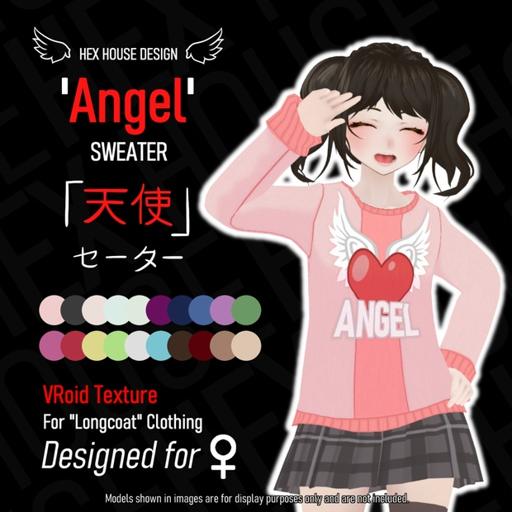 HEX HOUSE DESIGN
'Angel'
SWEATER
「天使」
セーター
ANGEL
VRoid Texture
For "Longcoat" Clothing
Designed for ♀
Models shown in images are for display purposes only and are not included.